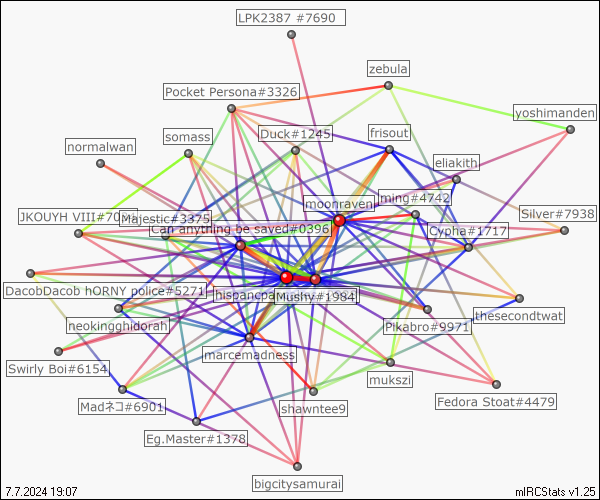 LPK2387 #7690
zebula
Pocket Persona#3326
yoshimanden
Duck#1245
frisout
somass
normalwan
eliakith
ming#4742
moonraven
Silver#7938
JKOUYH VIII#70
Majestic#3375
Can anything be saved#0396
Cypha#1717
DacobDacob hORNY police#5271
hispancpa
Mushy#1984
thesecondtwat
neokingghidorah
Pikabro#9971
marcemadness
Swirly Boi#6154
mukszi
Madネコ#6901
shawntee9
Fedora Stoat#4479
Eg.Master#1378
bigcitysamurai
7.7.2024 19:07
mIRCStats v1.25